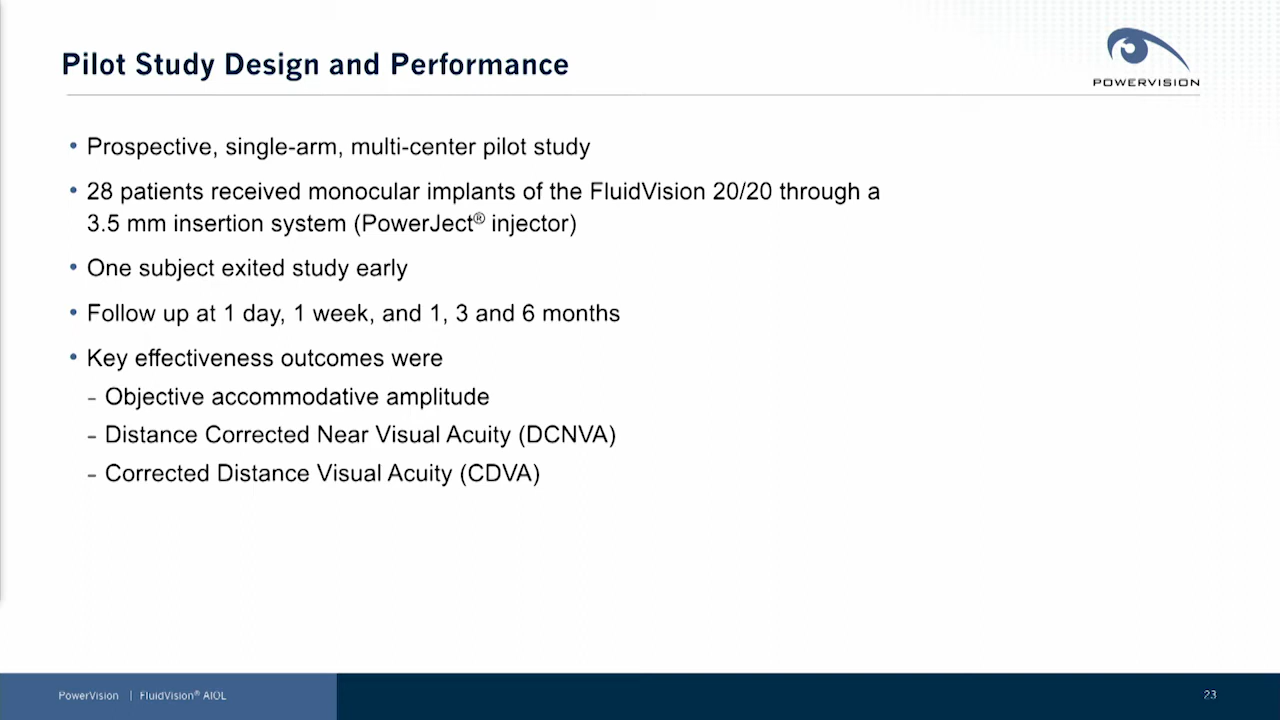 Pilot Study Design and Performance
POWERVISION
• Prospective, single-arm, multi-center pilot study
• 28 patients received monocular implants of the FluidVision 20/20 through a
3.5 mm insertion system (PowerJect® injector)
• One subject exited study early
• Follow up at 1 day, 1 week, and 1, 3 and 6 months
• Key effectiveness outcomes were
- Objective accommodative amplitude
- Distance Corrected Near Visual Acuity (DCNVA)
- Corrected Distance Visual Acuity (CDVA)
PowerVision | FluidVision® AIOL
23